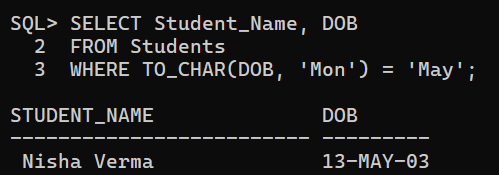 SQL> SELECT Student_Name, DOB
  2  FROM Students
  3  WHERE TO_CHAR(DOB, 'Mon') = 'May';
STUDENT_NAME              DOB
------------------------- ---------
 Nisha Verma              13-MAY-03